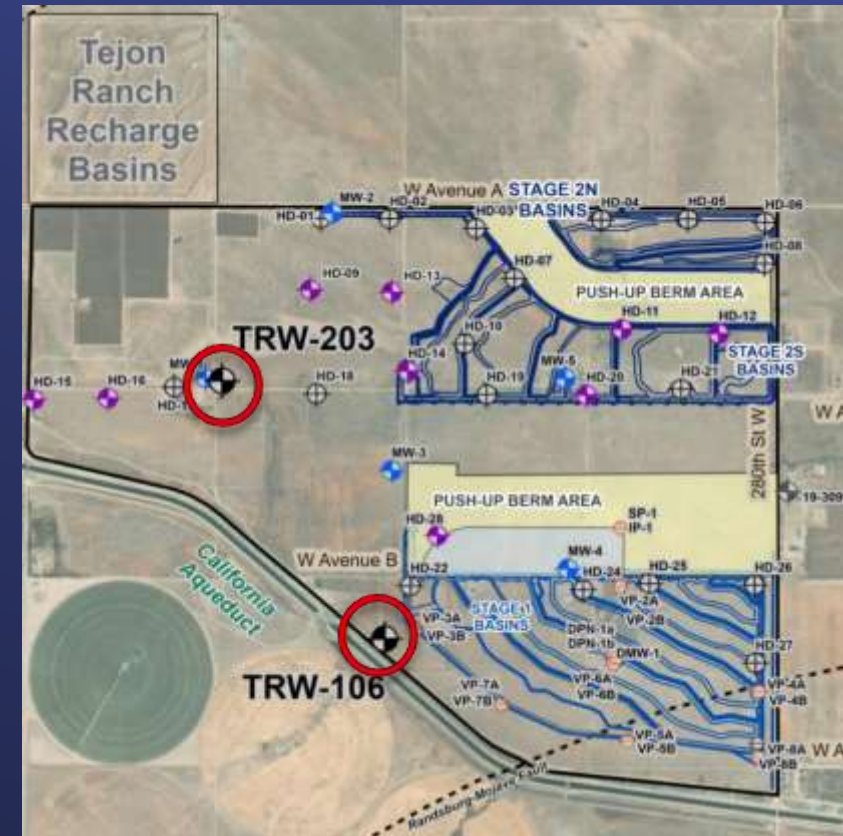 Tejon
Ranch
Recharge
Basins
W Avenue A
STAGE 2N
BASINS
MW-2
HD-01
HD-02
HD-03
HD-04
HD-05
HD-06
HD-08
HD-07
HD-09
HD-13
PUSH-UP BERM AREA
HD-11
HD-12
TRW-203
HD-10
STAGE 2S
BASINS
HD-14
MW-5
HD-15
HD-16
MW
HD-1
HD-18
HD-19
HD-20
HD-21
W A
280th St W
MW-3
19-309
PUSH-UP BERM AREA
SP-1
IP-1
HD-28
W Avenue B
MW-4
HD-22
HD-24
HD-25
HD-26
California
Aqueduct
STAGE 1
BASINS
VP-3A
VP-3B
VP-2A
VP-2B
DPN-1a
DPN-1b
DMW-1
HD-27
TRW-106
VP-7A
VP-7B
VP-6A
VP-6B
VP-4A
VP-4B
VP-5A
VP-5B
VP-8A
VP-8B
W A
Randsburg-Mojave Fault